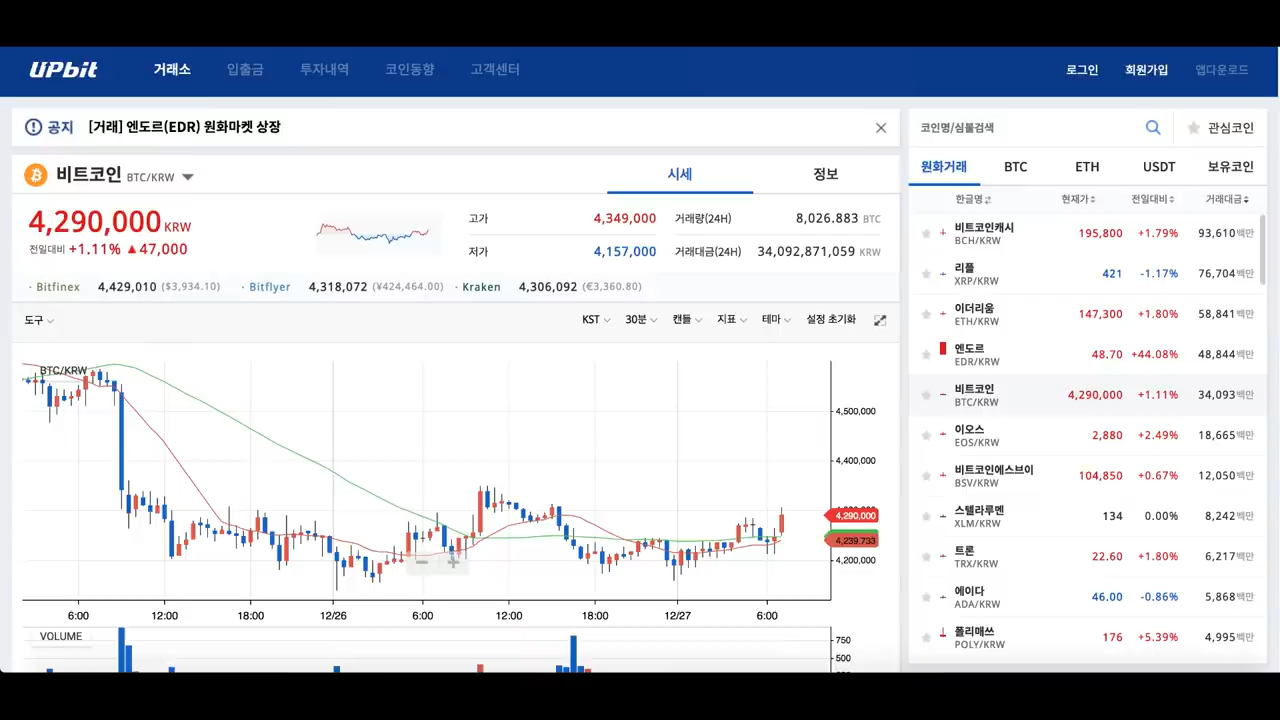 UPbit 거래소 입출금 투자내역 코인동향 고객센터 로그인 회원가입 앱다운로드
공지 [거래] 엔도르(EDR) 원화마켓 상장
비트코인 BTC/KRW 시세 정보
4,290,000 KRW
전일대비 +1.11% ▲47,000
고가 4,349,000 거래량(24H) 8,026.883 BTC
저가 4,157,000 거래대금(24H) 34,092,871,059 KRW
· Bitfinex 4,429,010 ($3,934.10) · Bitflyer 4,318,072 (¥424,464.00) · Kraken 4,306,092 (€3,360.80)
도구 KST 30분 캔들 지표 테마 설정 초기화
BTC/KRW
4,500,000
4,400,000
4,290,000
4,239.733
4,200,000
6:00 12:00 18:00 12/26 6:00 12:00 18:00 12/27 6:00
VOLUME
750
500
코인명/심볼검색 관심코인
원화거래 BTC ETH USDT 보유코인
한글명 현재가 전일대비 거래대금
비트코인캐시 195,800 +1.79% 93,610백만
BCH/KRW
리플 421 -1.17% 76,704백만
XRP/KRW
이더리움 147,300 +1.80% 58,841백만
ETH/KRW
엔도르 48.70 +44.08% 48,844백만
EDR/KRW
비트코인 4,290,000 +1.11% 34,093백만
BTC/KRW
이오스 2,880 +2.49% 18,665백만
EOS/KRW
비트코인에스브이 104,850 +0.67% 12,050백만
BSV/KRW
스텔라루멘 134 0.00% 8,242백만
XLM/KRW
트론 22.60 +1.80% 6,217백만
TRX/KRW
에이다 46.00 -0.86% 5,868백만
ADA/KRW
폴리매쓰 176 +5.39% 4,995백만
POLY/KRW